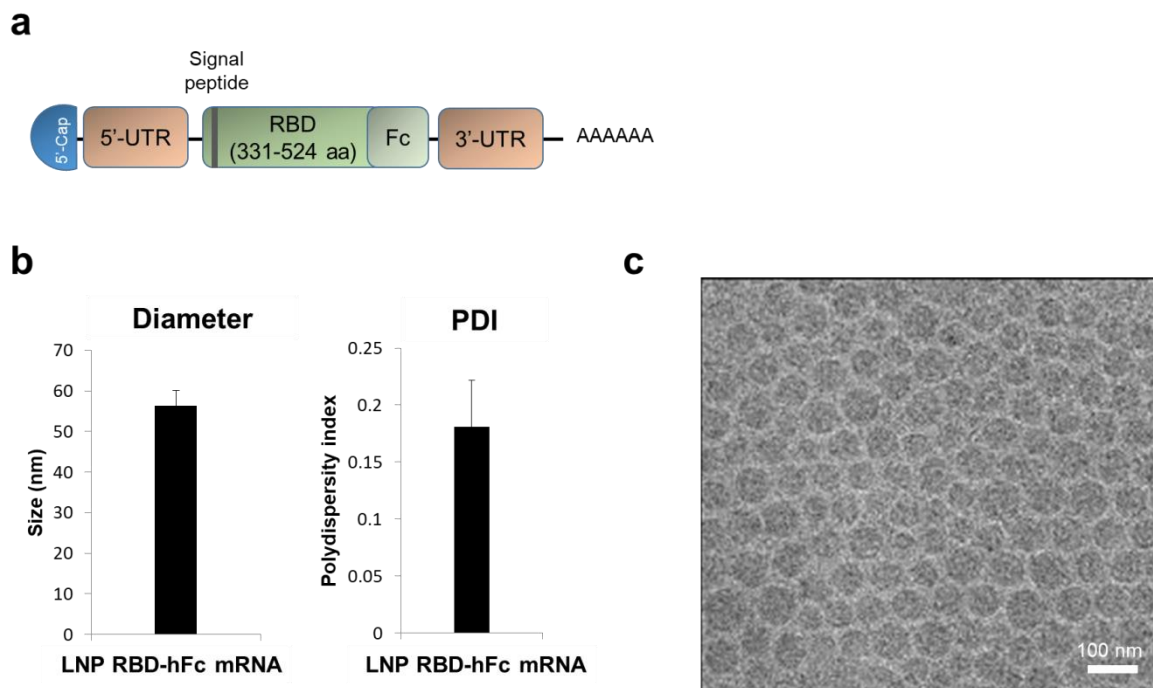 a
Signal
peptide
5'-Cap
5'-UTR
RBD
(331-524 aa)
Fc
3'-UTR
AAAAAA
b
Diameter
Size (nm)
70
60
50
40
30
20
10
0
LNP RBD-hFc mRNA
PDI
Polydispersity index
0.25
0.2
0.15
0.1
0.05
0
LNP RBD-hFc mRNA
c
100 nm